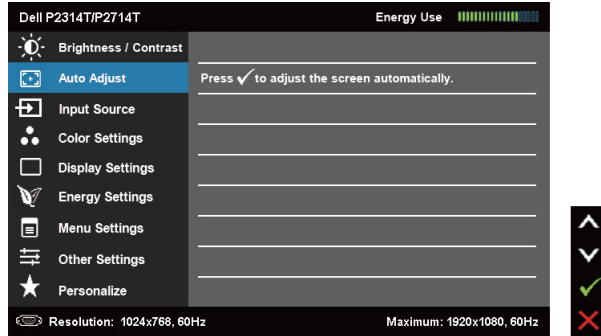 Dell P2314T/P2714T
Energy Use
Brightness / Contrast
Auto Adjust
Press ✓ to adjust the screen automatically.
Input Source
Color Settings
Display Settings
Energy Settings
Menu Settings
Other Settings
Personalize
Resolution: 1024x768, 60Hz
Maximum: 1920x1080, 60Hz